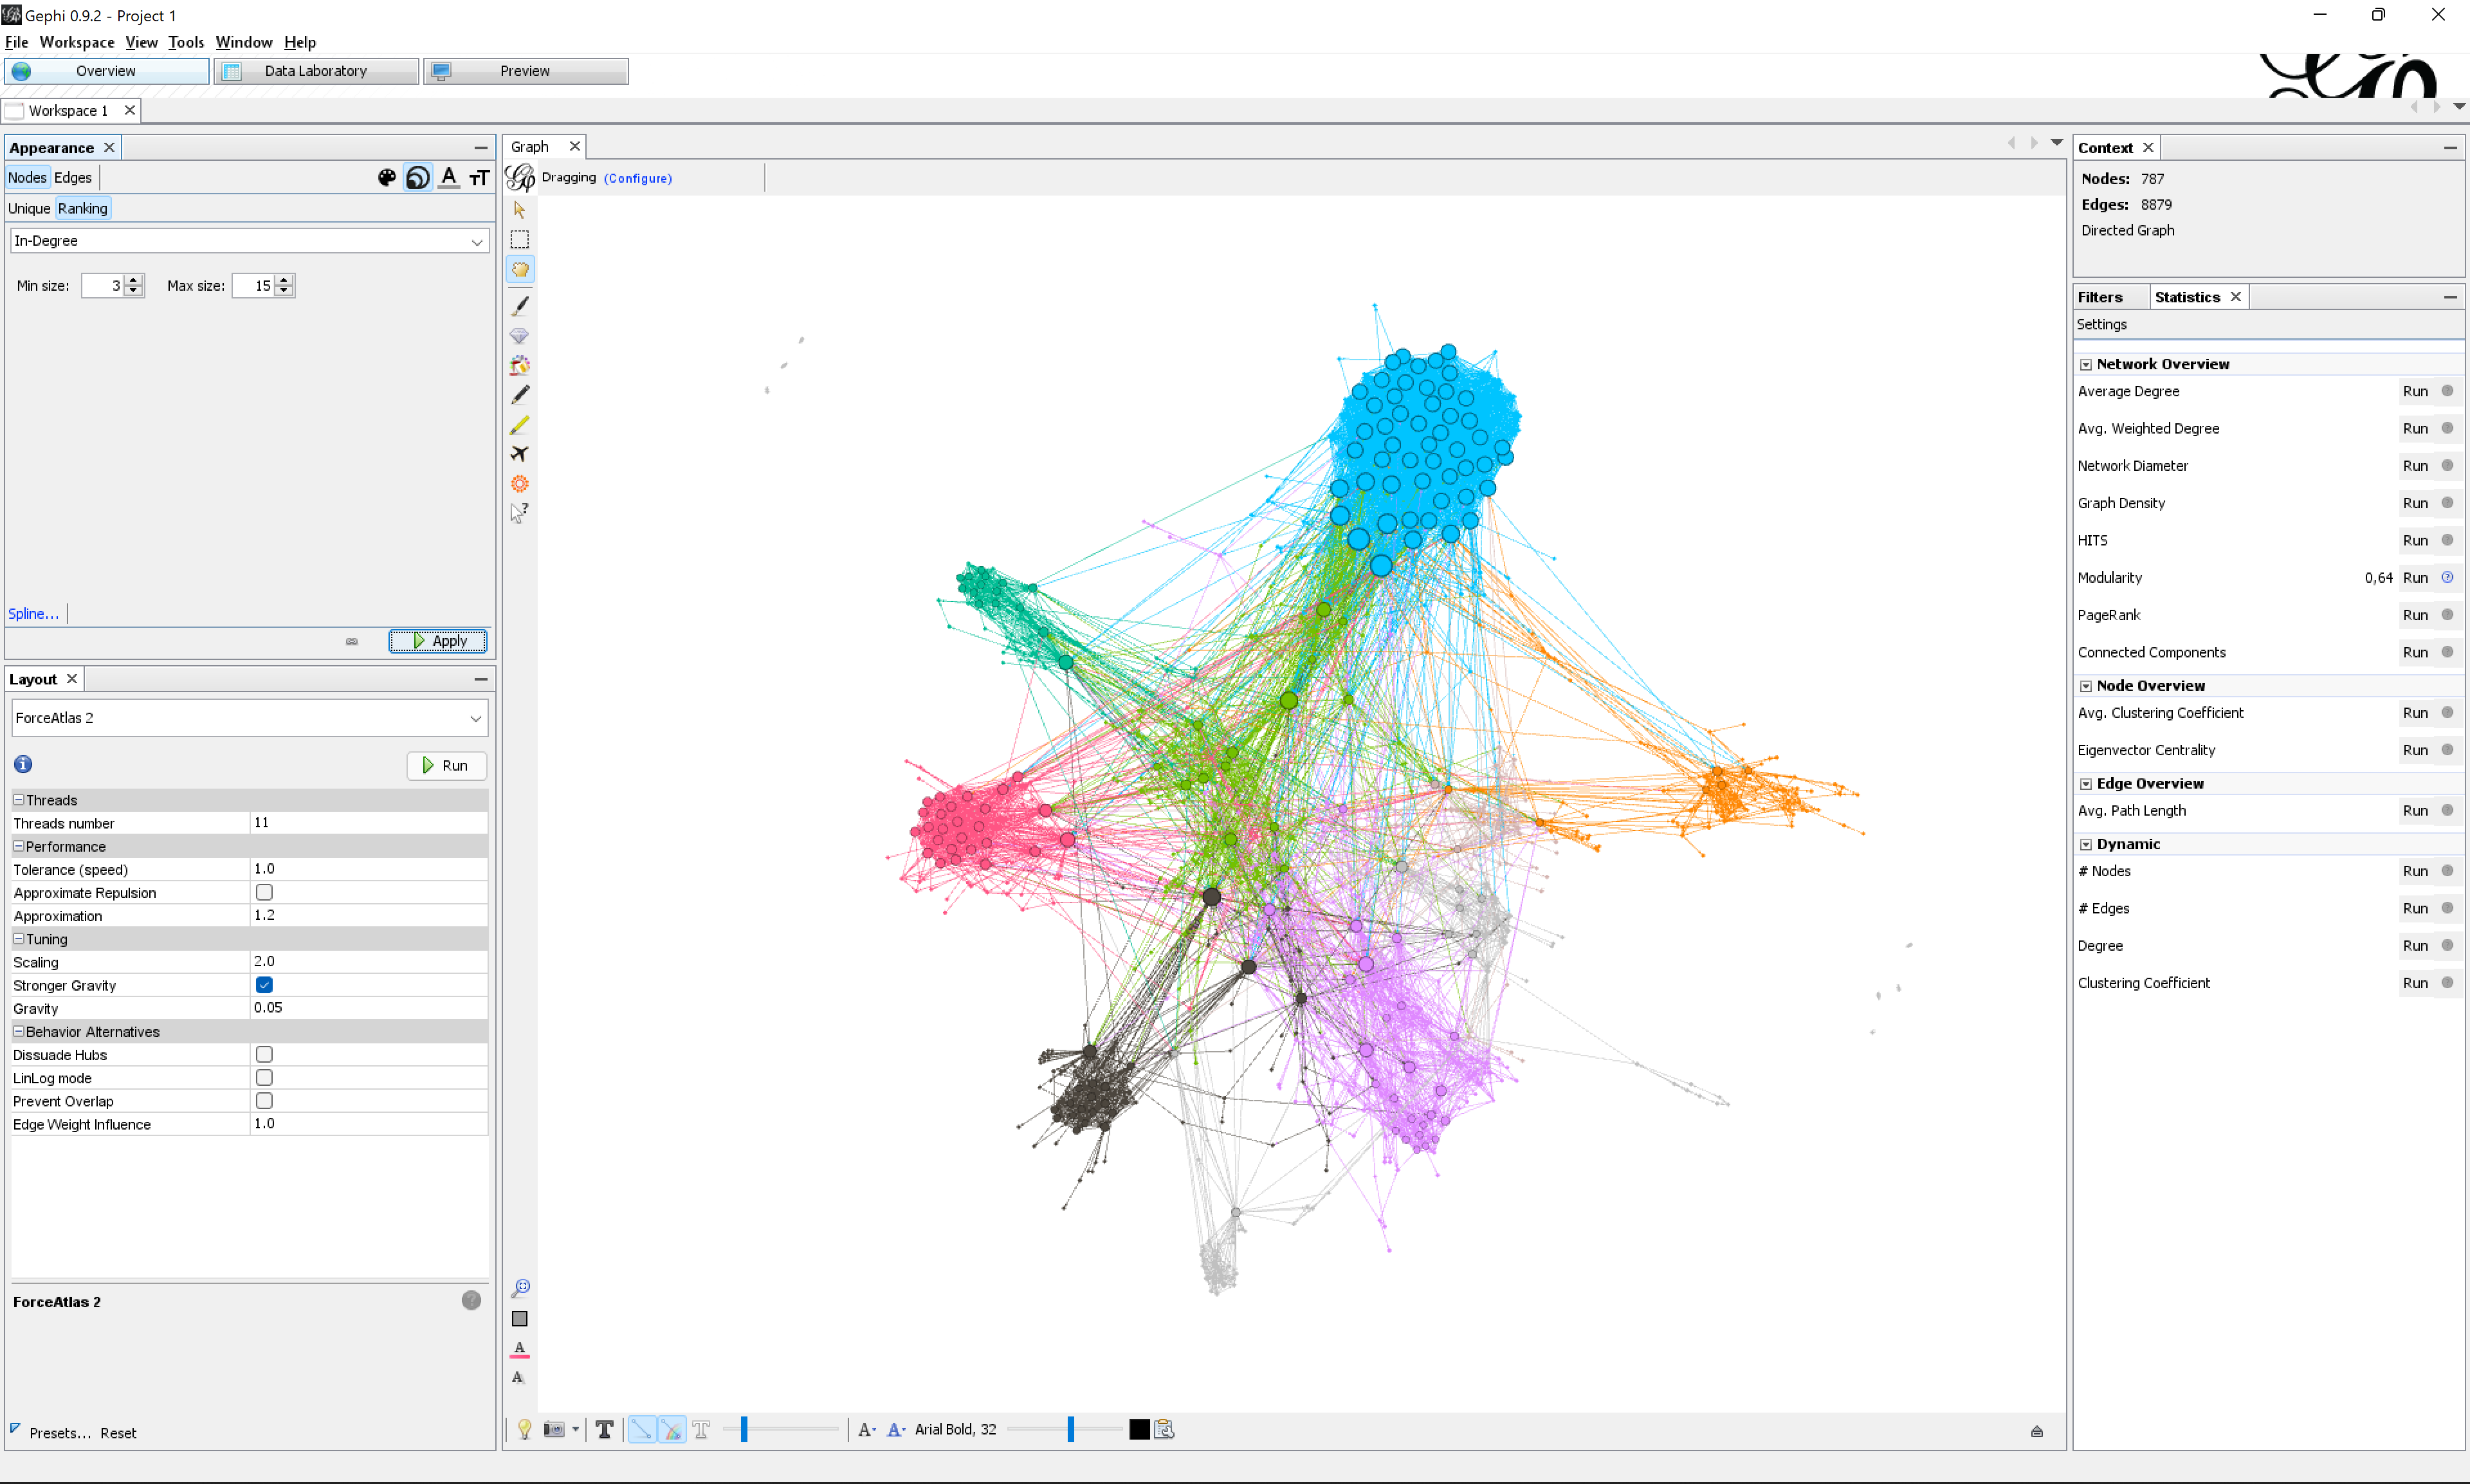 Gephi 0.9.2 - Project 1
File Workspace View Tools Window Help
Overview Data Laboratory Preview
Workspace 1
Appearance
Nodes Edges
Unique Ranking
In-Degree
Min size: 3 Max size: 15
Spline...
Apply
Layout
ForceAtlas 2
Run
Threads
Threads number 11
Performance
Tolerance (speed) 1.0
Approximate Repulsion
Approximation 1.2
Tuning
Scaling 2.0
Stronger Gravity
Gravity 0.05
Behavior Alternatives
Dissuade Hubs
LinLog mode
Prevent Overlap
Edge Weight Influence 1.0
ForceAtlas 2
Presets... Reset
Graph
Dragging (Configure)
Arial Bold, 32
Context
Nodes: 787
Edges: 8879
Directed Graph
Filters Statistics
Settings
Network Overview
Average Degree Run
Avg. Weighted Degree Run
Network Diameter Run
Graph Density Run
HITS Run
Modularity 0,64 Run
PageRank Run
Connected Components Run
Node Overview
Avg. Clustering Coefficient Run
Eigenvector Centrality Run
Edge Overview
Avg. Path Length Run
Dynamic
# Nodes Run
# Edges Run
Degree Run
Clustering Coefficient Run